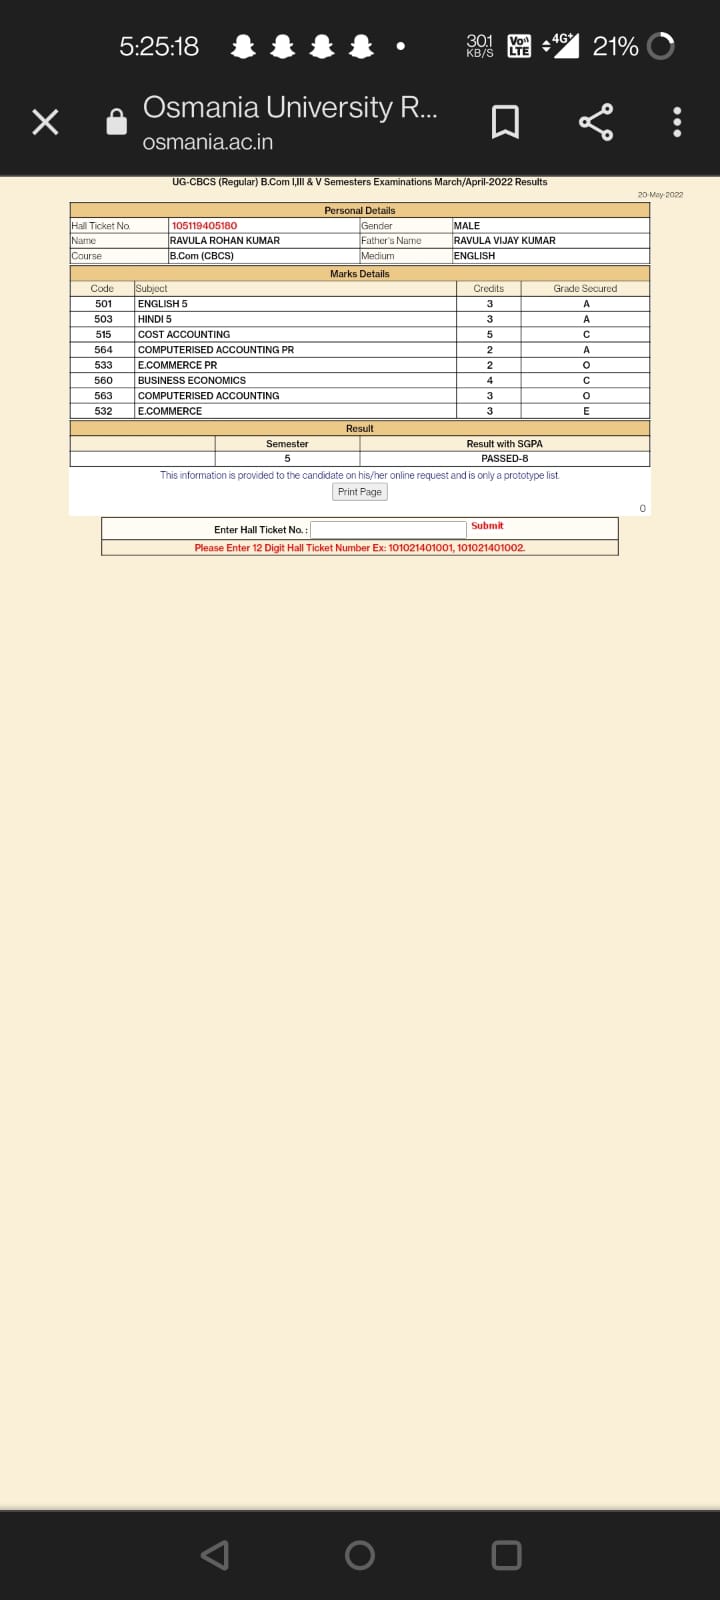 5:25:18 30.1 KB/S Vo LTE 4G+ 21%
Osmania University R...
osmania.ac.in
UG-CBCS (Regular) B.Com I,III & V Semesters Examinations March/April-2022 Results
20-May-2022
Personal Details
Hall Ticket No. 105119405180 Gender MALE
Name RAVULA ROHAN KUMAR Father's Name RAVULA VIJAY KUMAR
Course B.Com (CBCS) Medium ENGLISH
Marks Details
Code Subject Credits Grade Secured
501 ENGLISH 5 3 A
503 HINDI 5 3 A
515 COST ACCOUNTING 5 C
564 COMPUTERISED ACCOUNTING PR 2 A
533 E.COMMERCE PR 2 O
560 BUSINESS ECONOMICS 4 C
563 COMPUTERISED ACCOUNTING 3 O
532 E.COMMERCE 3 E
Result
Semester Result with SGPA
5 PASSED-8
This information is provided to the candidate on his/her online request and is only a prototype list.
Print Page
0
Enter Hall Ticket No. : Submit
Please Enter 12 Digit Hall Ticket Number Ex: 101021401001, 101021401002.